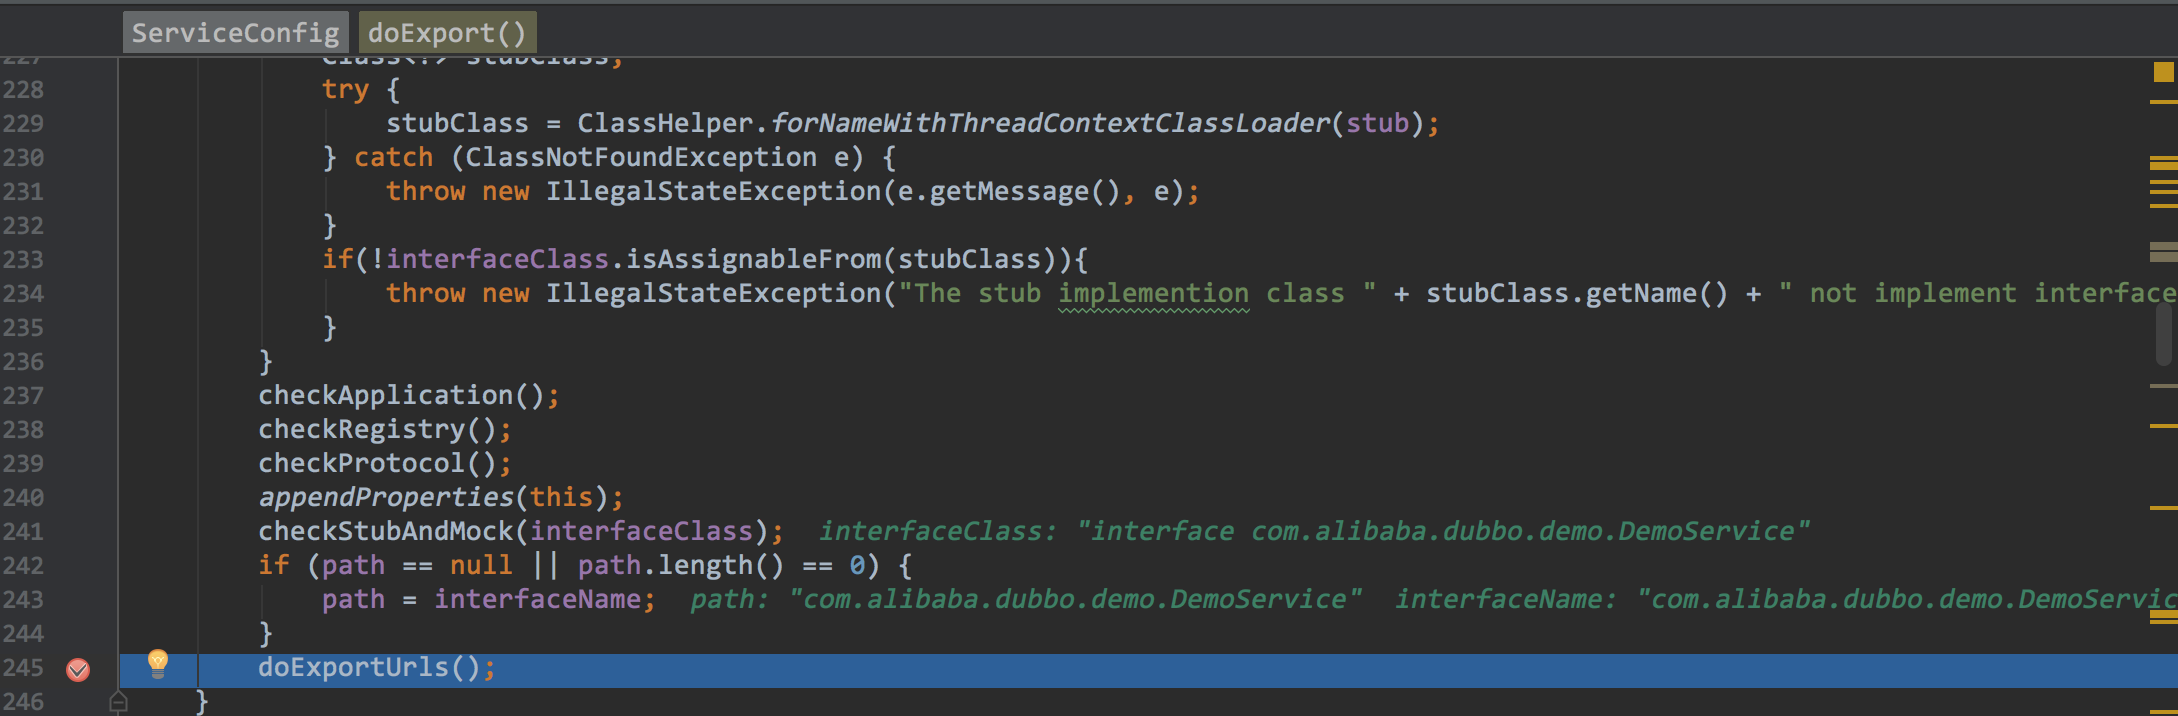 ServiceConfig doExport()
227 Class<?> stubClass;
228 try {
229 stubClass = ClassHelper.forNameWithThreadContextClassLoader(stub);
230 } catch (ClassNotFoundException e) {
231 throw new IllegalStateException(e.getMessage(), e);
232 }
233 if(!interfaceClass.isAssignableFrom(stubClass)){
234 throw new IllegalStateException("The stub implemention class " + stubClass.getName() + " not implement interface
235 }
236 }
237 checkApplication();
238 checkRegistry();
239 checkProtocol();
240 appendProperties(this);
241 checkStubAndMock(interfaceClass); interfaceClass: "interface com.alibaba.dubbo.demo.DemoService"
242 if (path == null || path.length() == 0) {
243 path = interfaceName; path: "com.alibaba.dubbo.demo.DemoService" interfaceName: "com.alibaba.dubbo.demo.DemoServic
244 }
245 doExportUrls();
246 }